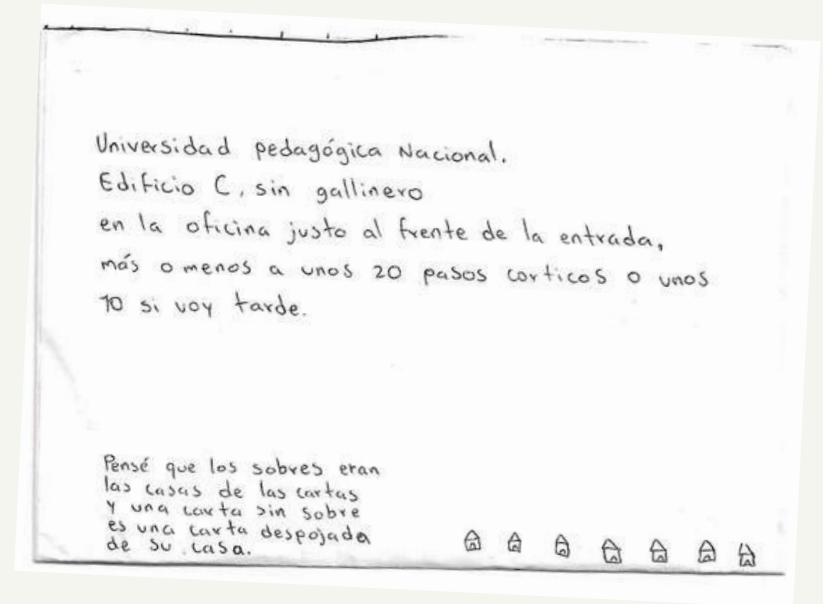 Universidad pedagógica Nacional.
Edificio C, sin gallinero
en la oficina justo al frente de la entrada,
más o menos a unos 20 pasos corticos o unos
10 si voy tarde.
Pensé que los sobres eran
las casas de las cartas
y una carta sin sobre
es una carta despojada
de su casa.